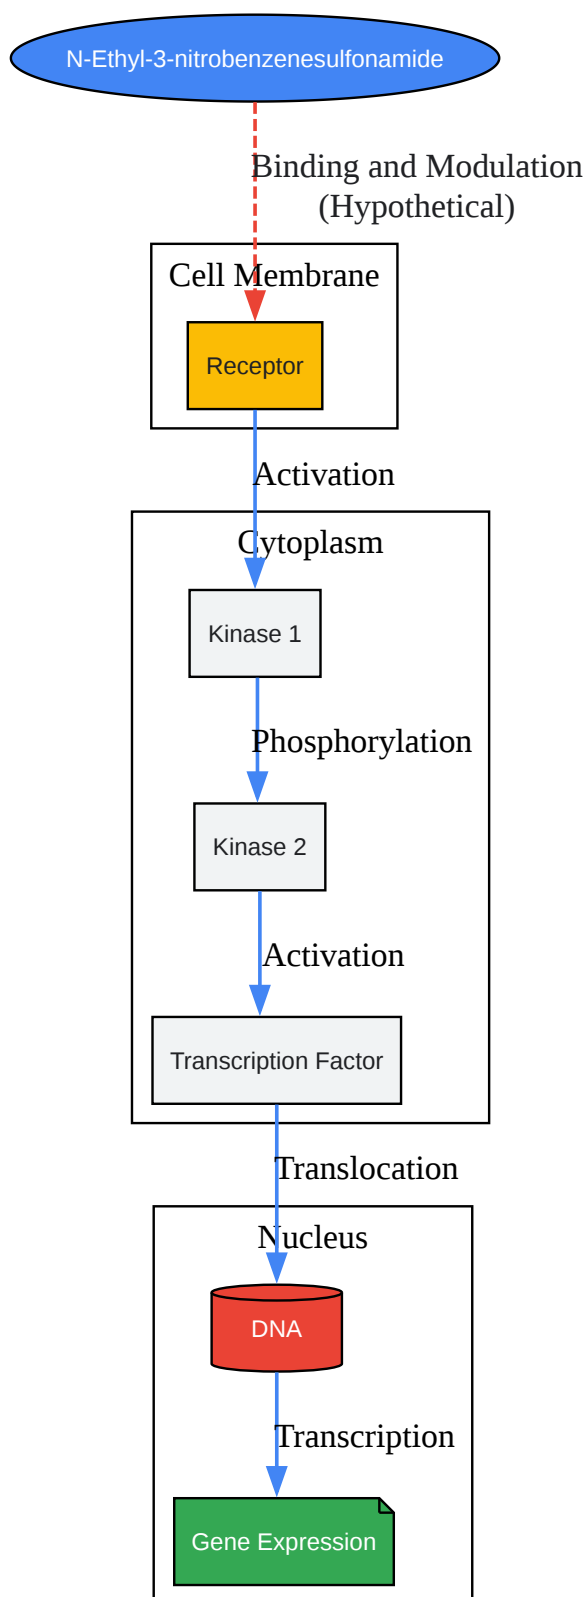 N-Ethyl-3-nitrobenzenesulfonamide
Binding and Modulation
(Hypothetical)
Cell Membrane
Receptor
Activation
Cytoplasm
Kinase 1
Phosphorylation
Kinase 2
Activation
Transcription Factor
Translocation
Nucleus
DNA
Transcription
Gene Expression